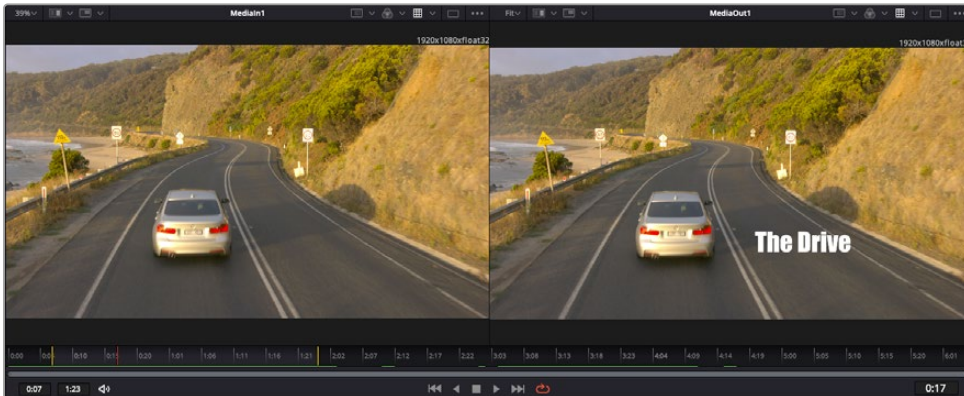 39% MediaIn1
1920x1080xfloat32
Fit MediaOut1
1920x1080xfloat32
The Drive
0:00 0:10 0:20 1:01 1:06 1:11 1:16 1:21 2:02 2:07 2:12 2:17 2:22 3:03 3:08 3:13 3:18 3:23 4:04 4:09 4:14 4:19 5:00 5:05 5:10 5:15 5:20 6:01
0:07 1:23 0:17